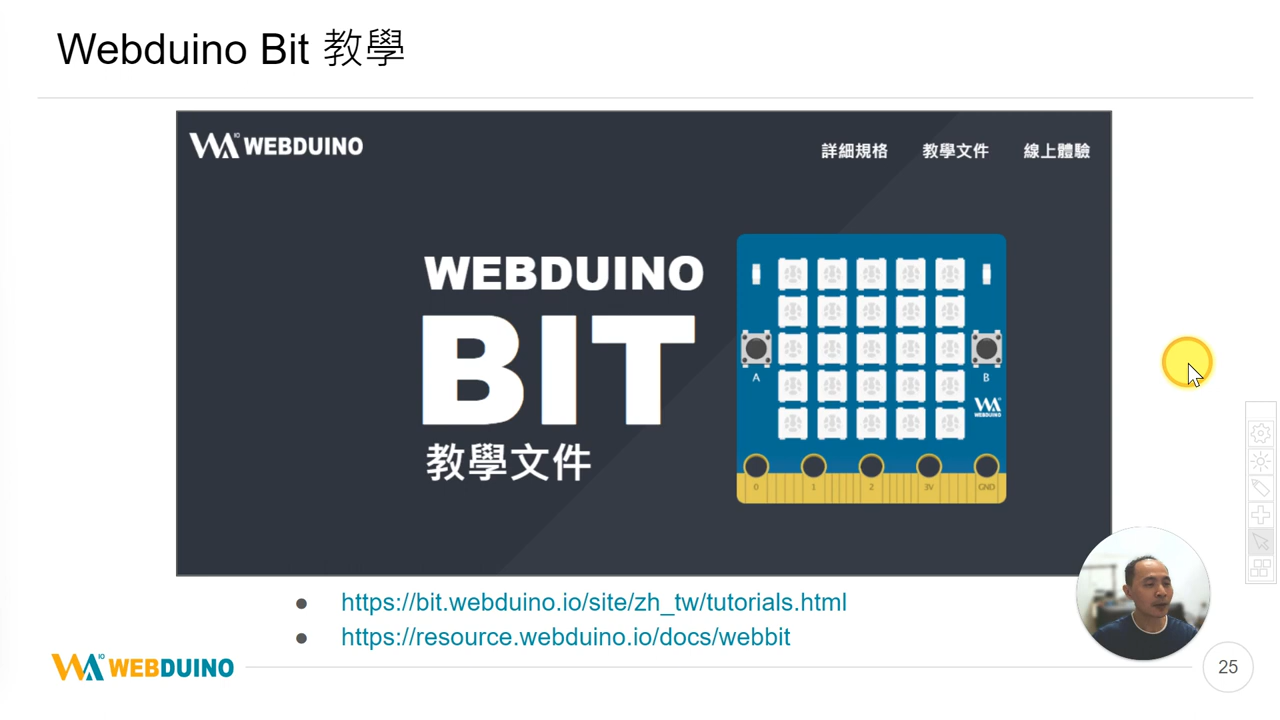 Webduino Bit 教學
WEBDUINO
詳細規格 教學文件 線上體驗
WEBDUINO
BIT
教學文件
A
B
WEBDUINO
0 1 2 3V GND
https://bit.webduino.io/site/zh_tw/tutorials.html
https://resource.webduino.io/docs/webbit
WEBDUINO
25